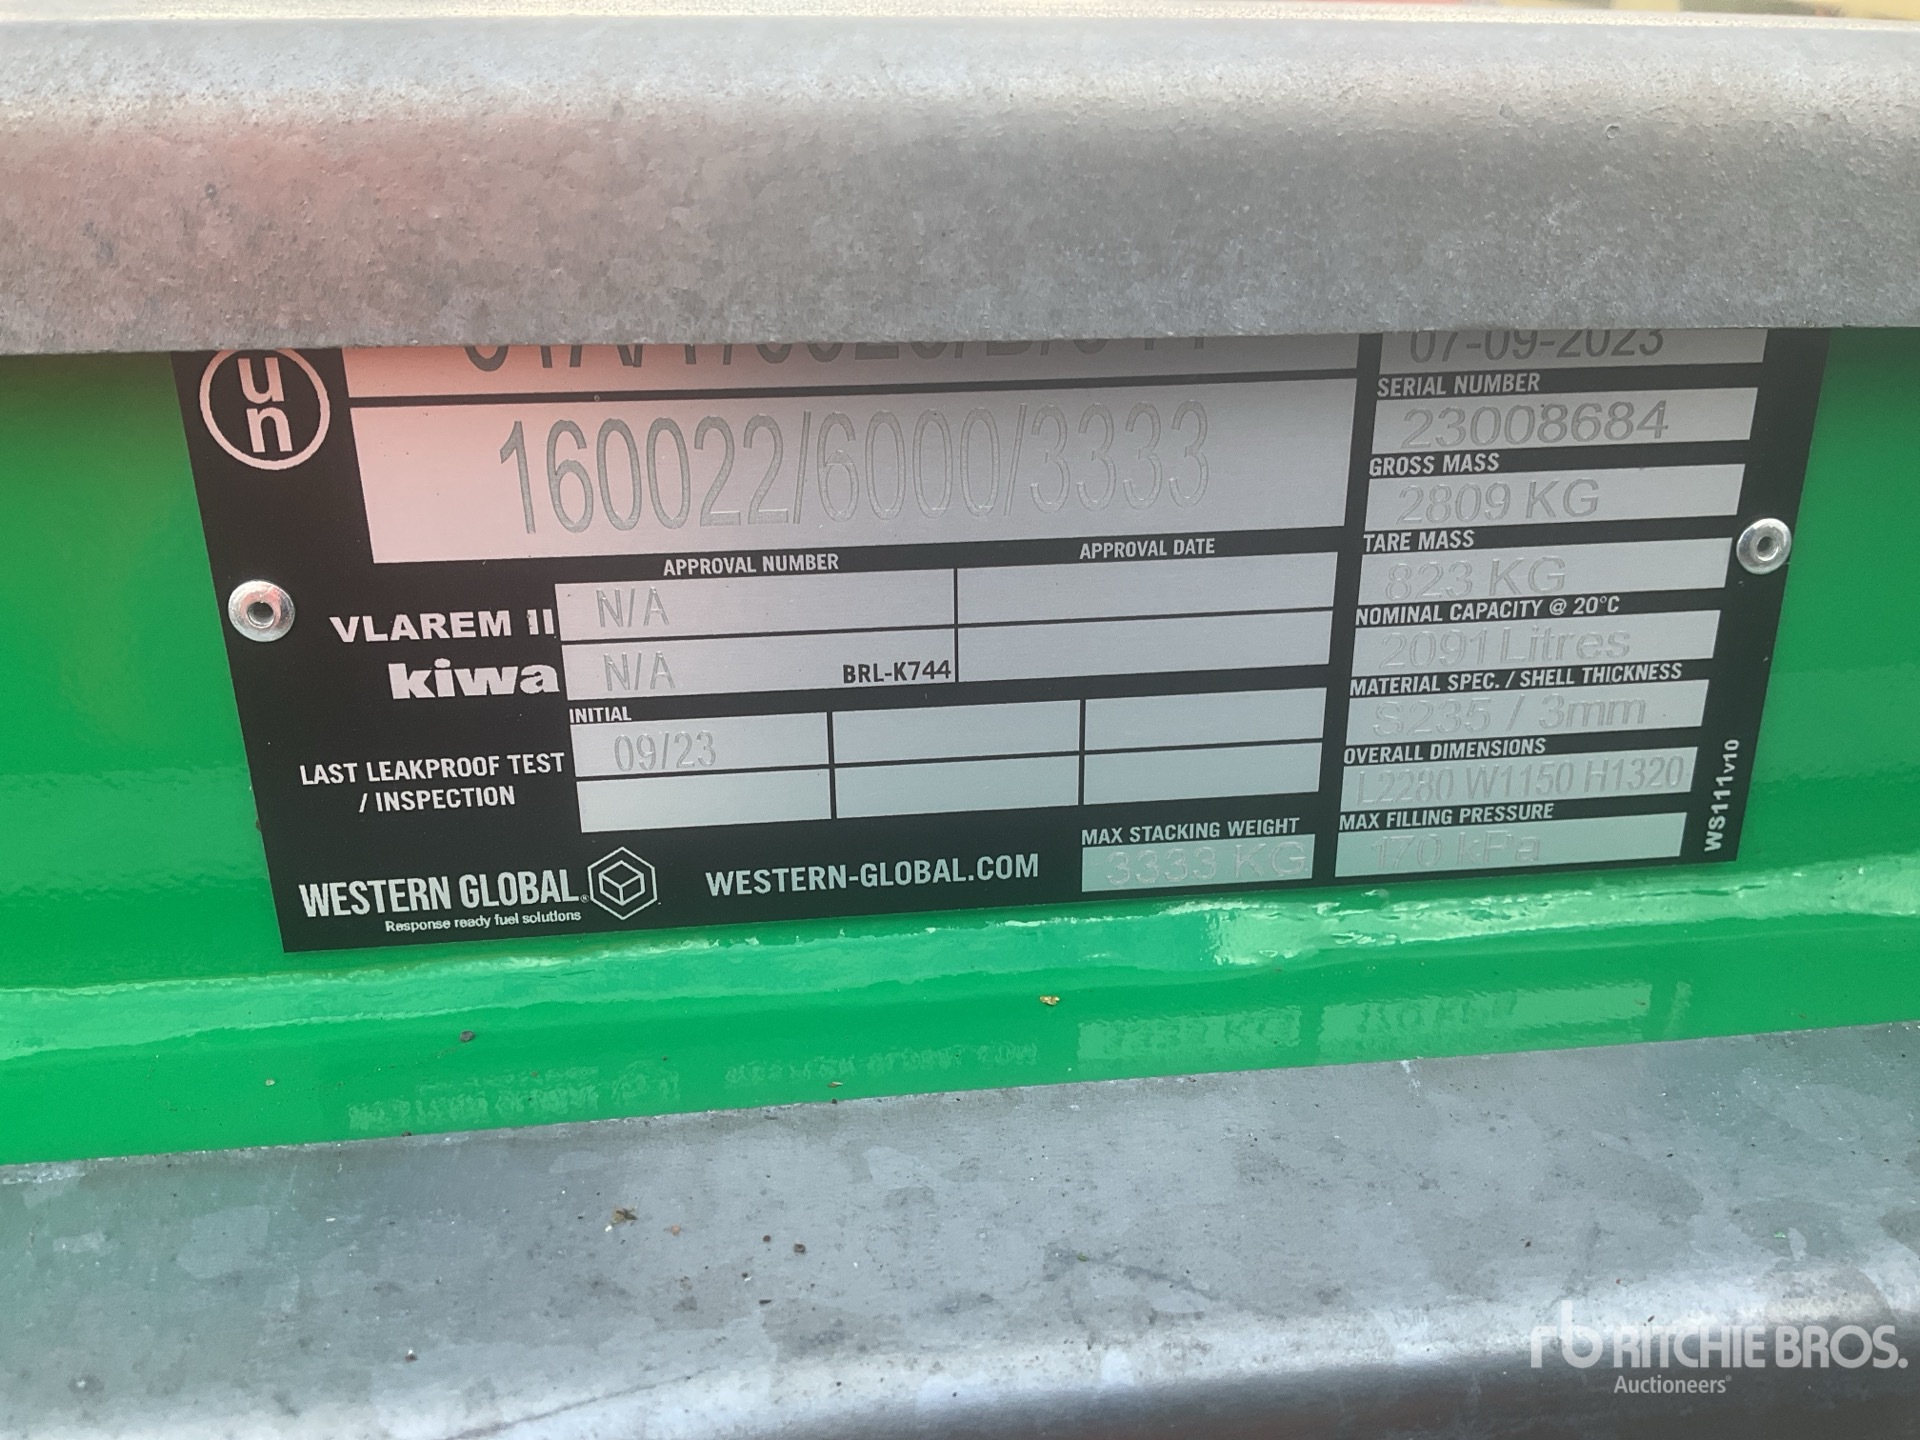 un
07-09-2023
160022/6000/3333
SERIAL NUMBER
23008684
GROSS MASS
2809 KG
TARE MASS
823 KG
NOMINAL CAPACITY @ 20°C
2091 Litres
MATERIAL SPEC. / SHELL THICKNESS
S235 / 3mm
OVERALL DIMENSIONS
L2280 W1150 H1320
MAX FILLING PRESSURE
170 kPa
APPROVAL NUMBER
APPROVAL DATE
VLAREM II N/A
kiwa N/A BRL-K744
INITIAL
LAST LEAKPROOF TEST 09/23
/ INSPECTION
MAX STACKING WEIGHT
3333 KG
WESTERN GLOBAL®
Response ready fuel solutions
WESTERN-GLOBAL.COM
WS111v10
rb RITCHIE BROS.
Auctioneers®